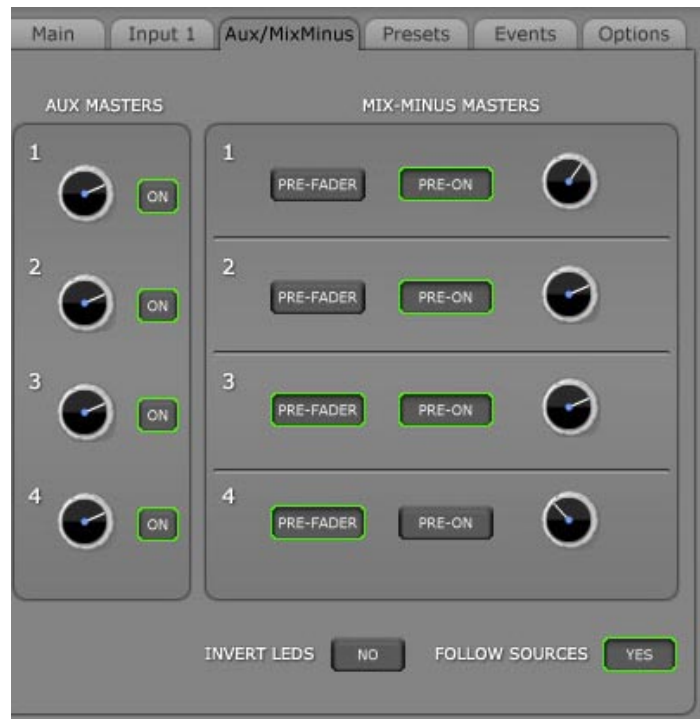 Main Input 1 Aux/MixMinus Presets Events Options
AUX MASTERS MIX-MINUS MASTERS
1 ON 1 PRE-FADER PRE-ON
2 ON 2 PRE-FADER PRE-ON
3 ON 3 PRE-FADER PRE-ON
4 ON 4 PRE-FADER PRE-ON
INVERT LEDS NO FOLLOW SOURCES YES